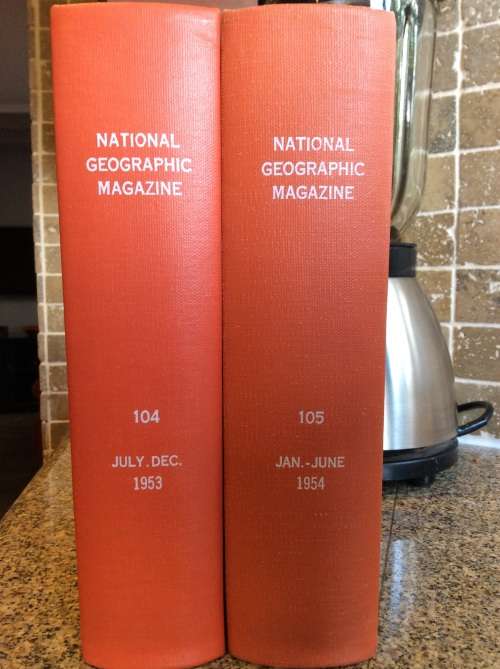 NATIONAL
GEOGRAPHIC
MAGAZINE
104
JULY.DEC.
1953
NATIONAL
GEOGRAPHIC
MAGAZINE
105
JAN.-JUNE
1954